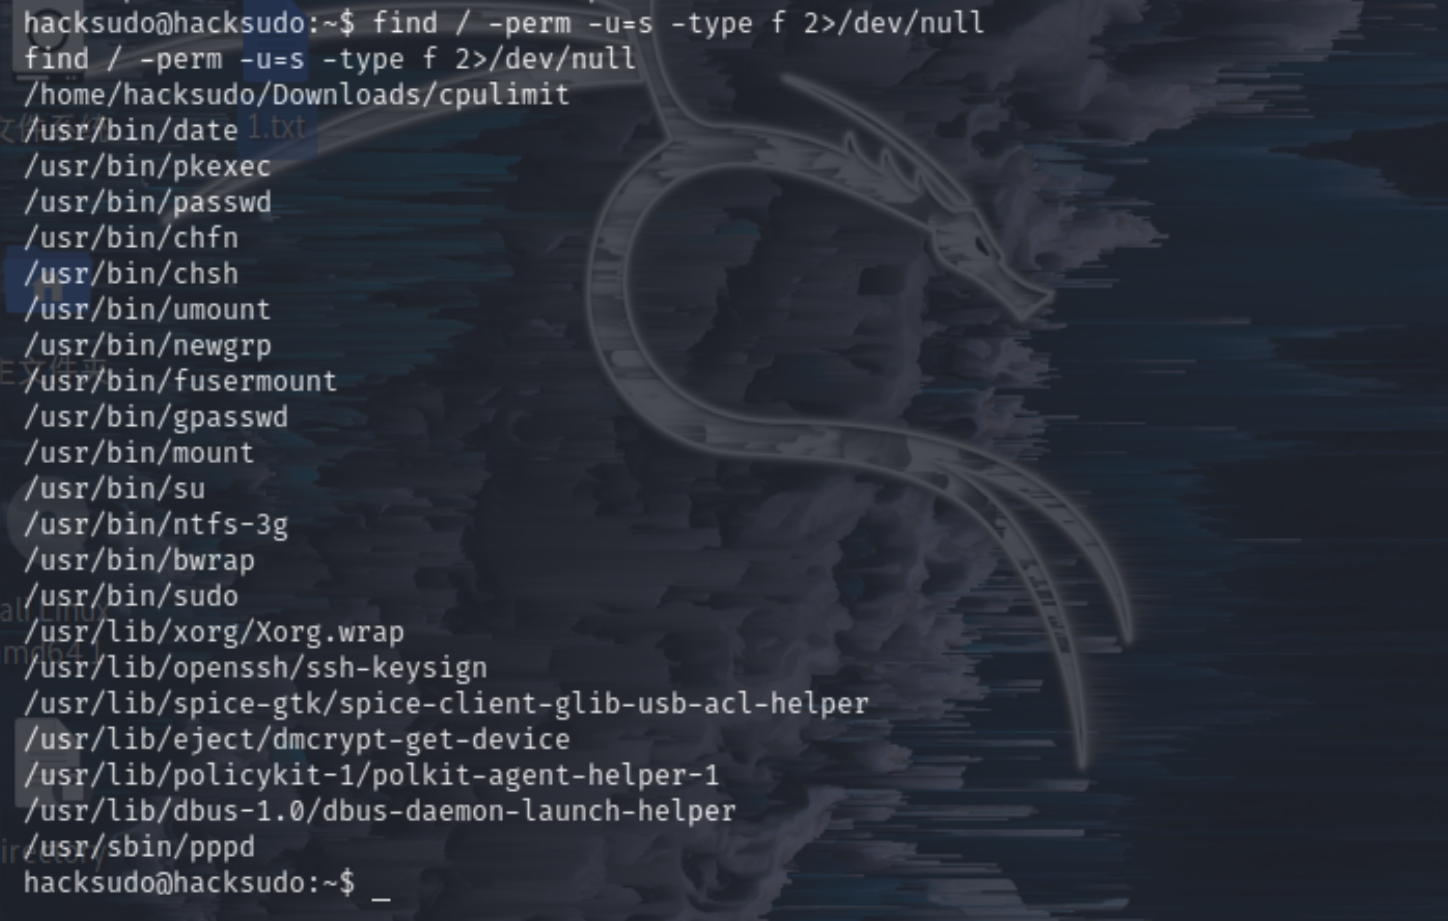 hacksudo@hacksudo:~$ find / -perm -u=s -type f 2>/dev/null
find / -perm -u=s -type f 2>/dev/null
/home/hacksudo/Downloads/cpulimit
/usr/bin/date
1.txt
/usr/bin/pkexec
/usr/bin/passwd
/usr/bin/chfn
/usr/bin/chsh
/usr/bin/umount
/usr/bin/newgrp
/usr/bin/fusermount
/usr/bin/gpasswd
/usr/bin/mount
/usr/bin/su
/usr/bin/ntfs-3g
/usr/bin/bwrap
/usr/bin/sudo
/usr/lib/xorg/Xorg.wrap
/usr/lib/openssh/ssh-keysign
/usr/lib/spice-gtk/spice-client-glib-usb-acl-helper
/usr/lib/eject/dmcrypt-get-device
/usr/lib/policykit-1/polkit-agent-helper-1
/usr/lib/dbus-1.0/dbus-daemon-launch-helper
/usr/sbin/pppd
hacksudo@hacksudo:~$ _